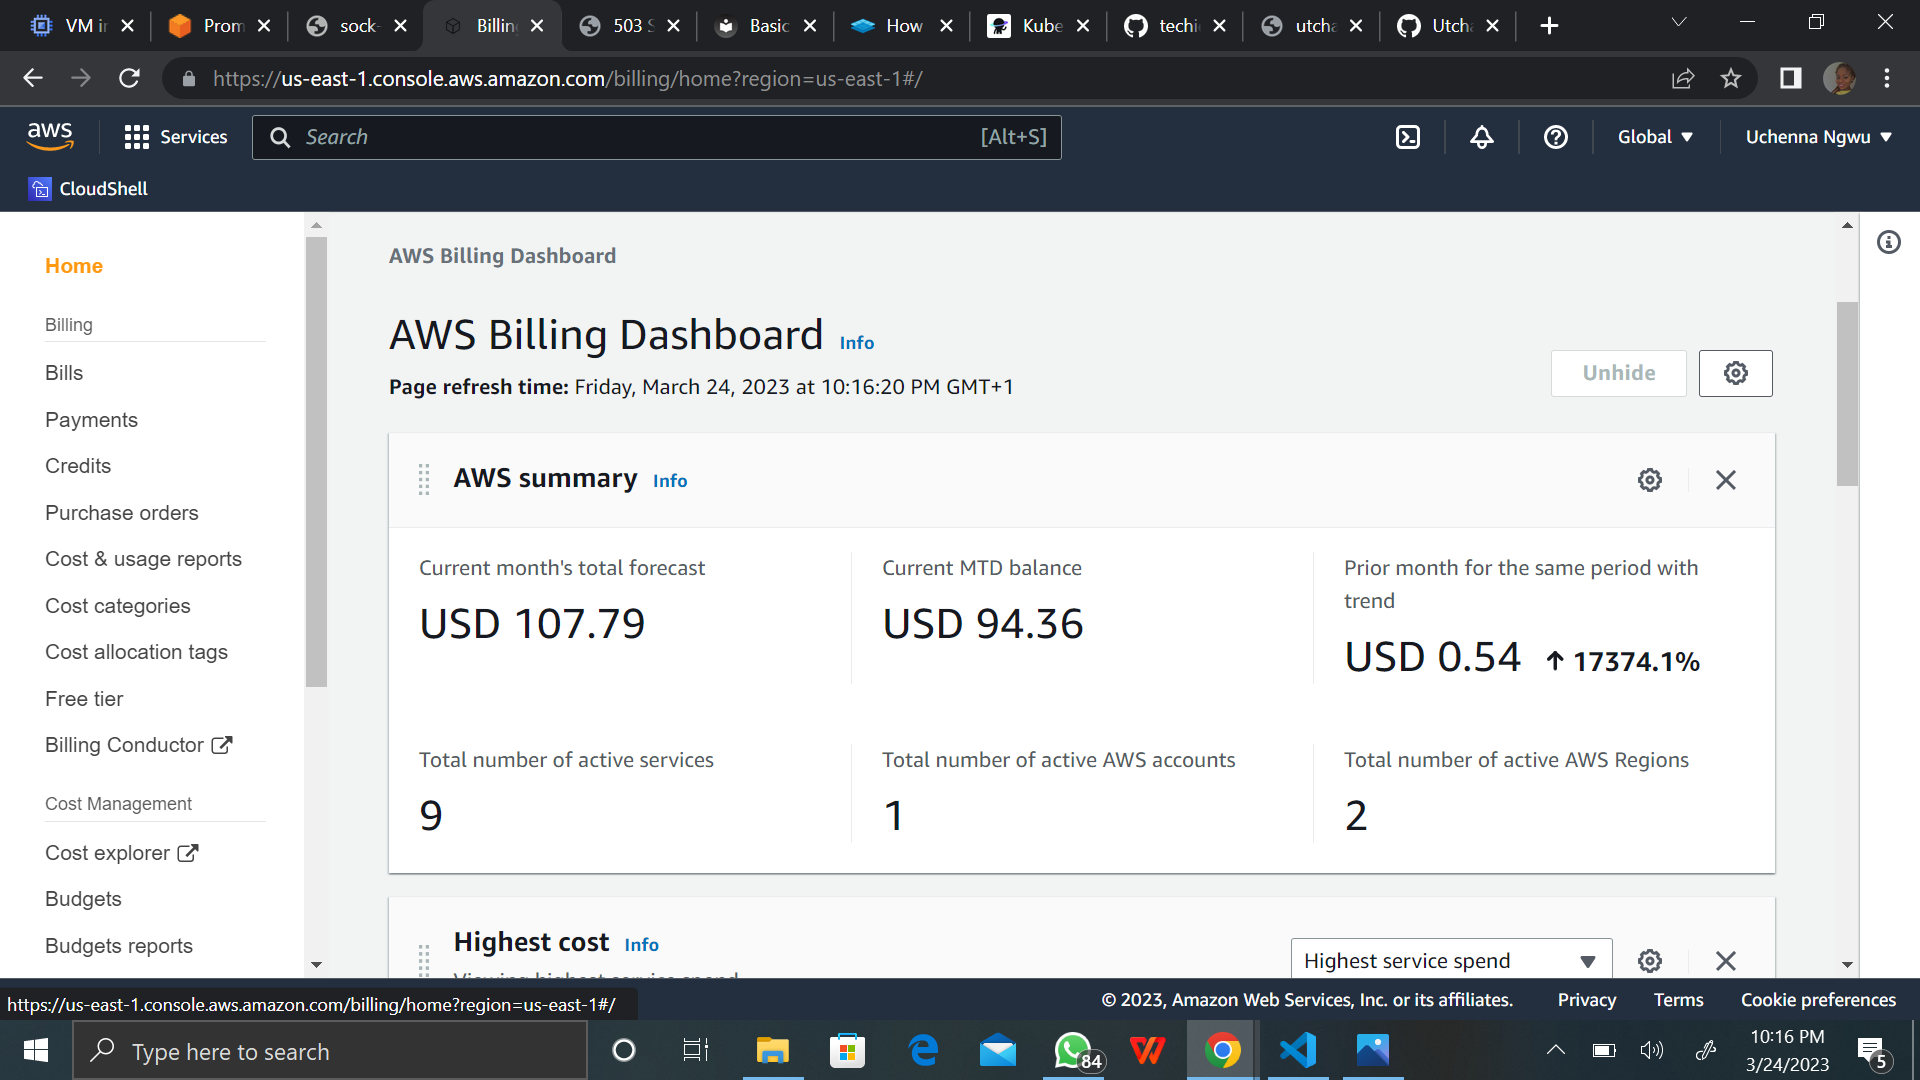 VM i
Prom
sock-
Billing
503 S
Basic
How
Kube
techi
utcha
Utcha
https://us-east-1.console.aws.amazon.com/billing/home?region=us-east-1#/
aws
Services
Search
[Alt+S]
Global
Uchenna Ngwu
CloudShell
Home
Billing
Bills
Payments
Credits
Purchase orders
Cost & usage reports
Cost categories
Cost allocation tags
Free tier
Billing Conductor
Cost Management
Cost explorer
Budgets
Budgets reports
AWS Billing Dashboard
AWS Billing Dashboard Info
Page refresh time: Friday, March 24, 2023 at 10:16:20 PM GMT+1
Unhide
AWS summary Info
Current month's total forecast
USD 107.79
Current MTD balance
USD 94.36
Prior month for the same period with
trend
USD 0.54 ↑ 17374.1%
Total number of active services
9
Total number of active AWS accounts
1
Total number of active AWS Regions
2
Highest cost Info
Viewing highest service spend
Highest service spend
https://us-east-1.console.aws.amazon.com/billing/home?region=us-east-1#/
© 2023, Amazon Web Services, Inc. or its affiliates.
Privacy
Terms
Cookie preferences
Type here to search
84
10:16 PM
3/24/2023
5